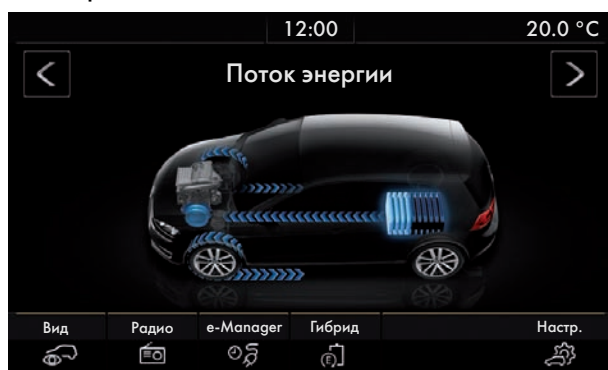 12:00 20.0 °C
Поток энергии
Вид Радио e-Manager Гибрид Настр.